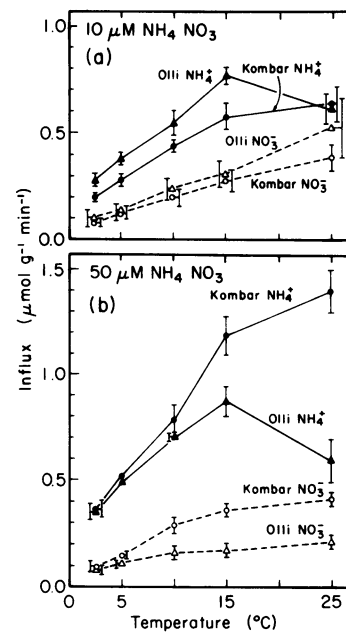 10 μM NH4 NO3
(a)
Olli NH4+
Kombar NH4+
Olli NO3-
Kombar NO3-
1.0
0.5
0.0
50 μM NH4 NO3
(b)
Kombar NH4+
Olli NH4+
Kombar NO3-
Olli NO3-
1.5
1.0
0.5
0.0
5 10 15 25
Influx (μmol g-1 min-1)
Temperature (°C)